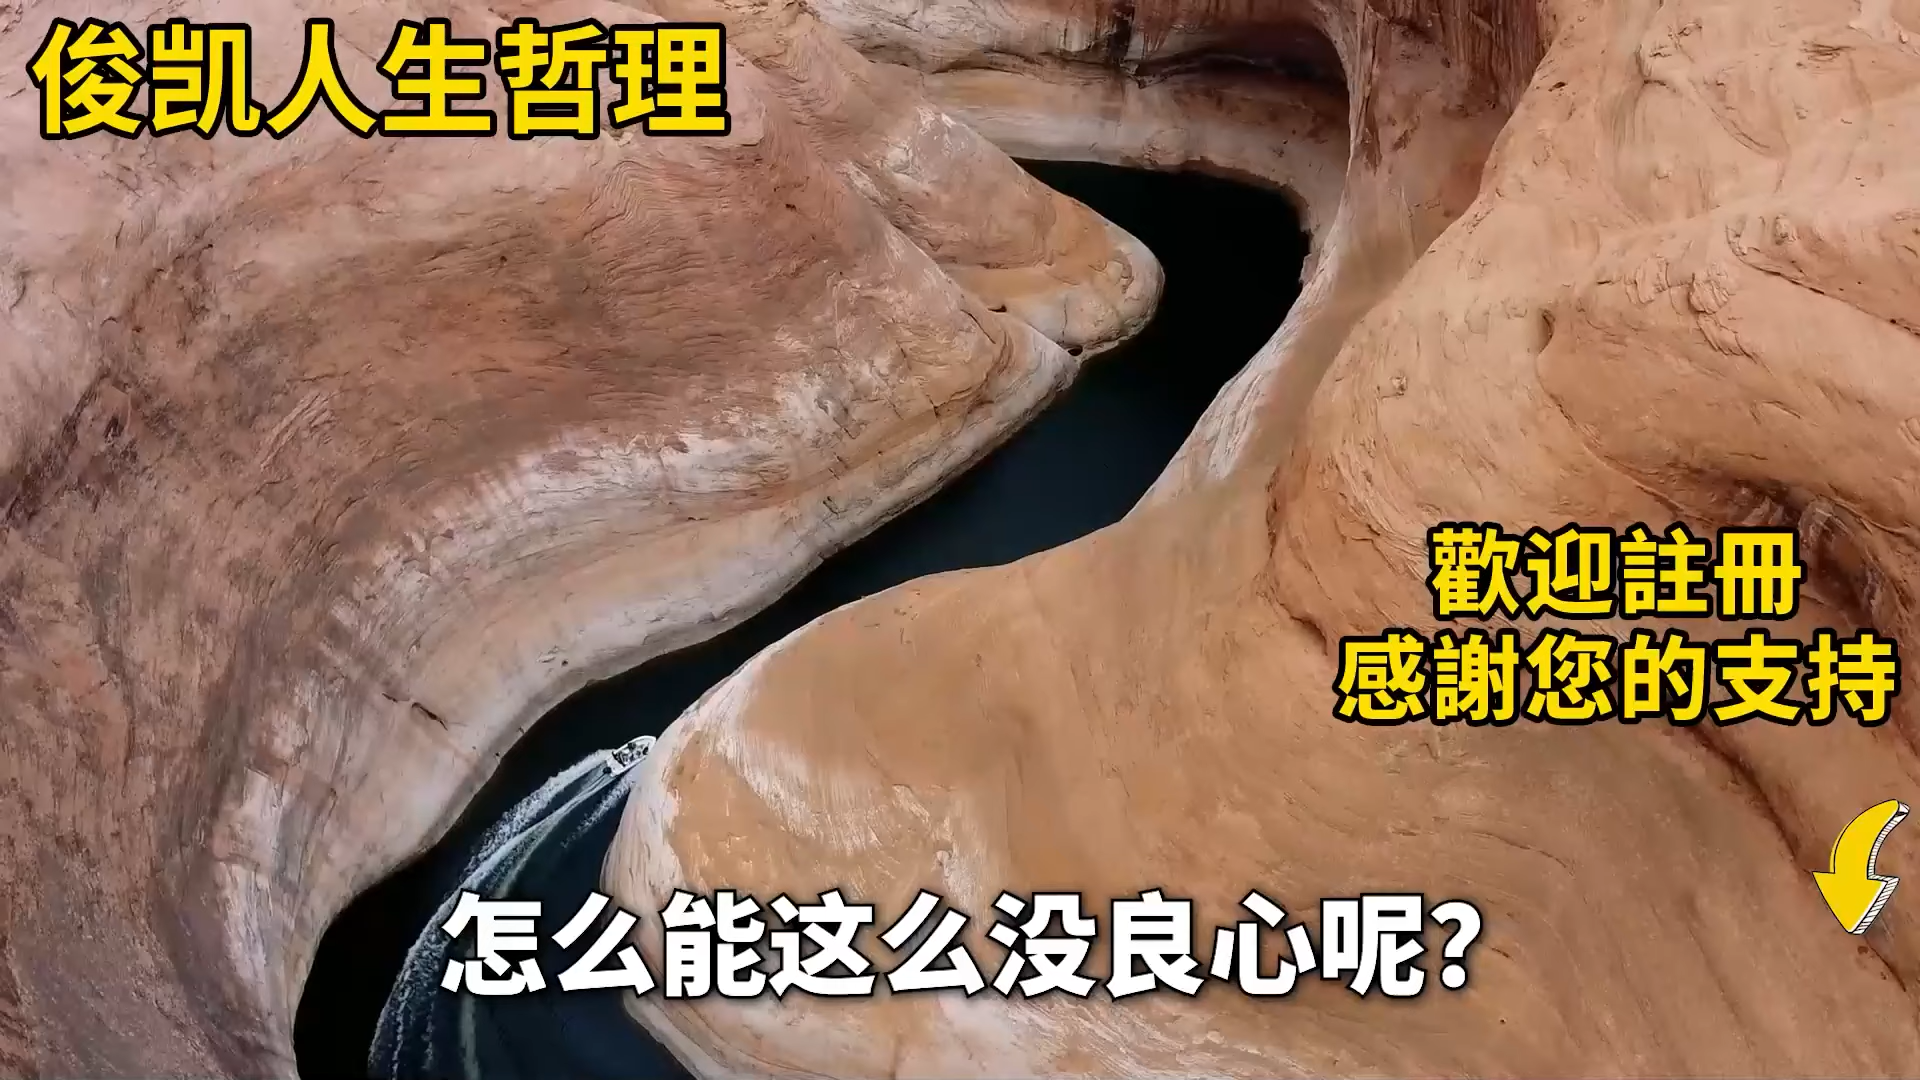 俊凯人生哲理
歡迎註冊
感謝您的支持
怎么能这么没良心呢?